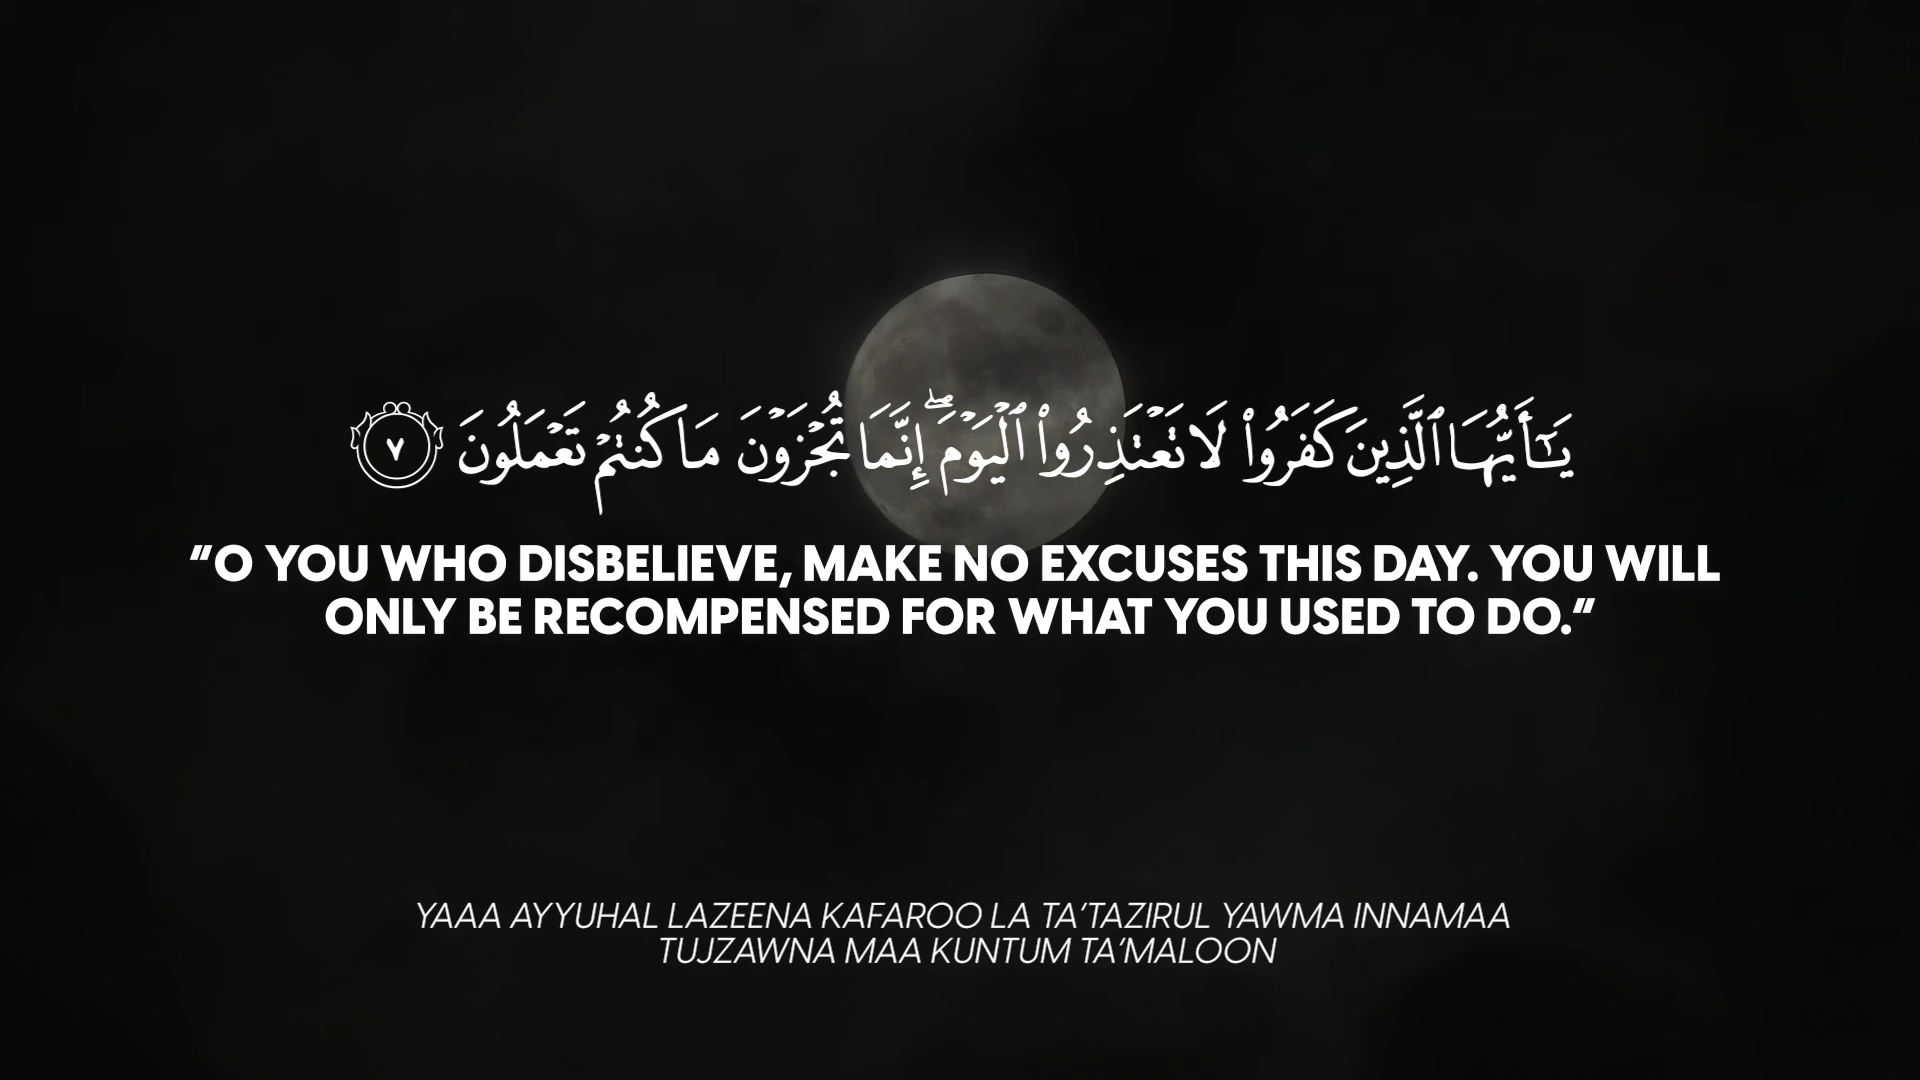 يَـٰٓأَيُّهَا ٱلَّذِينَ كَفَرُوا۟ لَا تَعْتَذِرُوا۟ ٱلْيَوْمَ ۖ إِنَّمَا تُجْزَوْنَ مَا كُنتُمْ تَعْمَلُونَ ٧
“O YOU WHO DISBELIEVE, MAKE NO EXCUSES THIS DAY. YOU WILL
ONLY BE RECOMPENSED FOR WHAT YOU USED TO DO.”
YAAA AYYUHAL LAZEENA KAFAROO LA TA’TAZIRUL YAWMA INNAMAA
TUJZAWNA MAA KUNTUM TA’MALOON